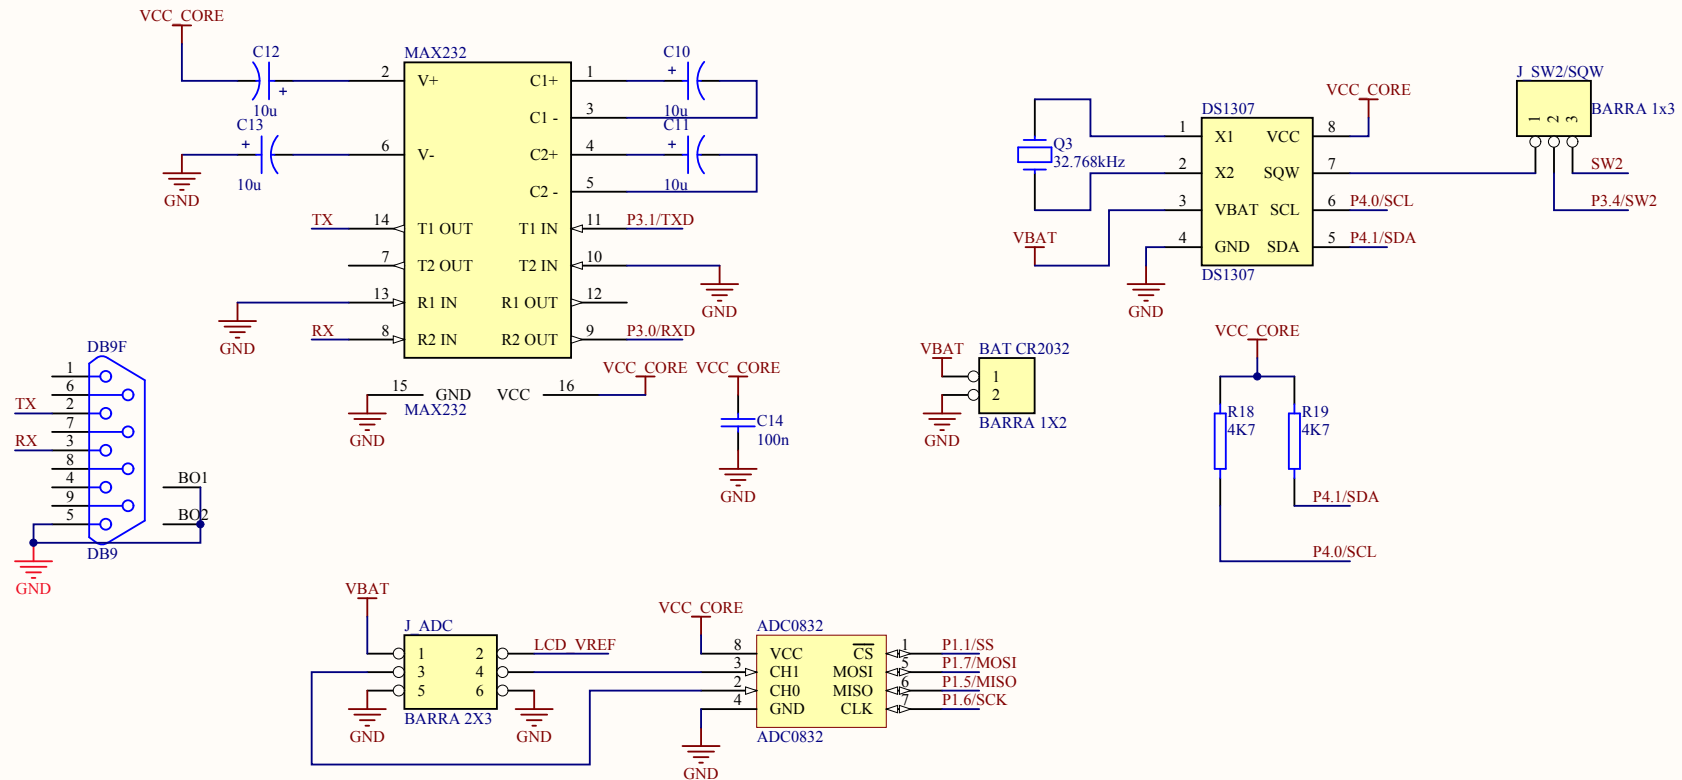 VCC_CORE
C12
+
10u
C13
+
10u
GND
MAX232
2 V+ C1+ 1
C1 - 3
6 V- C2+ 4
C2 - 5
TX 14 T1 OUT T1 IN 11 P3.1/TXD
7 T2 OUT T2 IN 10
13 R1 IN R1 OUT 12
RX 8 R2 IN R2 OUT 9 P3.0/RXD
GND
GND
C10
+
10u
C11
+
10u
15 GND VCC 16
MAX232
GND
VCC_CORE
VCC_CORE
C14
100n
GND
DB9F
1
6
TX 2
7
RX 3
8
4
9
5
BO1
BO2
DB9
GND
Q3
32.768kHz
DS1307
1 X1 VCC 8
2 X2 SQW 7
3 VBAT SCL 6 P4.0/SCL
4 GND SDA 5 P4.1/SDA
DS1307
VBAT
GND
VCC_CORE
J_SW2/SQW
BARRA 1x3
1 2 3
SW2
P3.4/SW2
VBAT
BAT CR2032
1
2
BARRA 1X2
GND
VCC_CORE
R18
4K7
R19
4K7
P4.1/SDA
P4.0/SCL
VBAT
J_ADC
1 2 LCD_VREF
3 4
5 6
BARRA 2X3
GND
GND
VCC_CORE
ADC0832
8 VCC CS 1 P1.1/SS
3 CH1 MOSI 5 P1.7/MOSI
2 CH0 MISO 6 P1.5/MISO
4 GND CLK 7 P1.6/SCK
ADC0832
GND